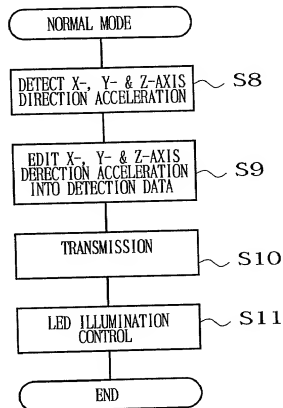 NORMAL MODE
DETECT X-, Y- & Z-AXIS
DIRECTION ACCELERATION
S8
EDIT X-, Y- & Z-AXIS
DERECTION ACCELERATION
INTO DETECTION DATA
S9
TRANSMISSION
S10
LED ILLUMINATION
CONTROL
S11
END